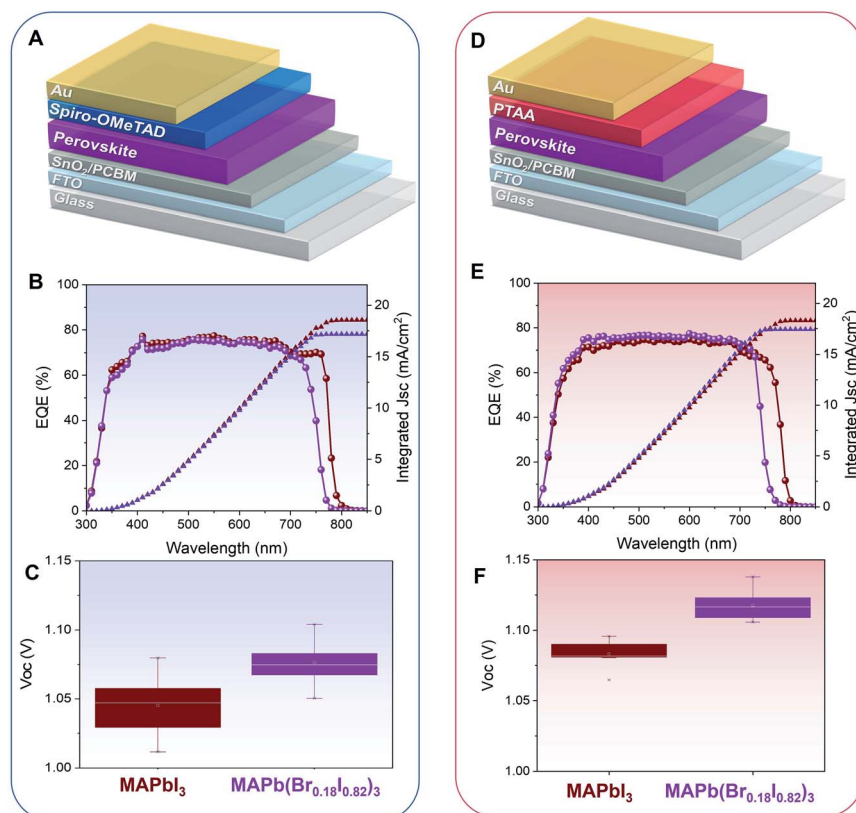 A
Au
Spiro-OMeTAD
Perovskite
SnO₂/PCBM
FTO
Glass
B
100
80
60
40
20
0
EQE (%)
300 400 500 600 700 800
Wavelength (nm)
20
15
10
5
0
Integrated Jsc (mA/cm²)
C
1.15
1.10
1.05
1.00
Voc (V)
MAPbI₃ MAPb(Br₀.₁₈I₀.₈₂)₃
D
Au
PTAA
Perovskite
SnO₂/PCBM
FTO
Glass
E
100
80
60
40
20
0
EQE (%)
300 400 500 600 700 800
Wavelength (nm)
20
15
10
5
0
Integrated Jsc (mA/cm²)
F
1.15
1.10
1.05
1.00
Voc (V)
MAPbI₃ MAPb(Br₀.₁₈I₀.₈₂)₃